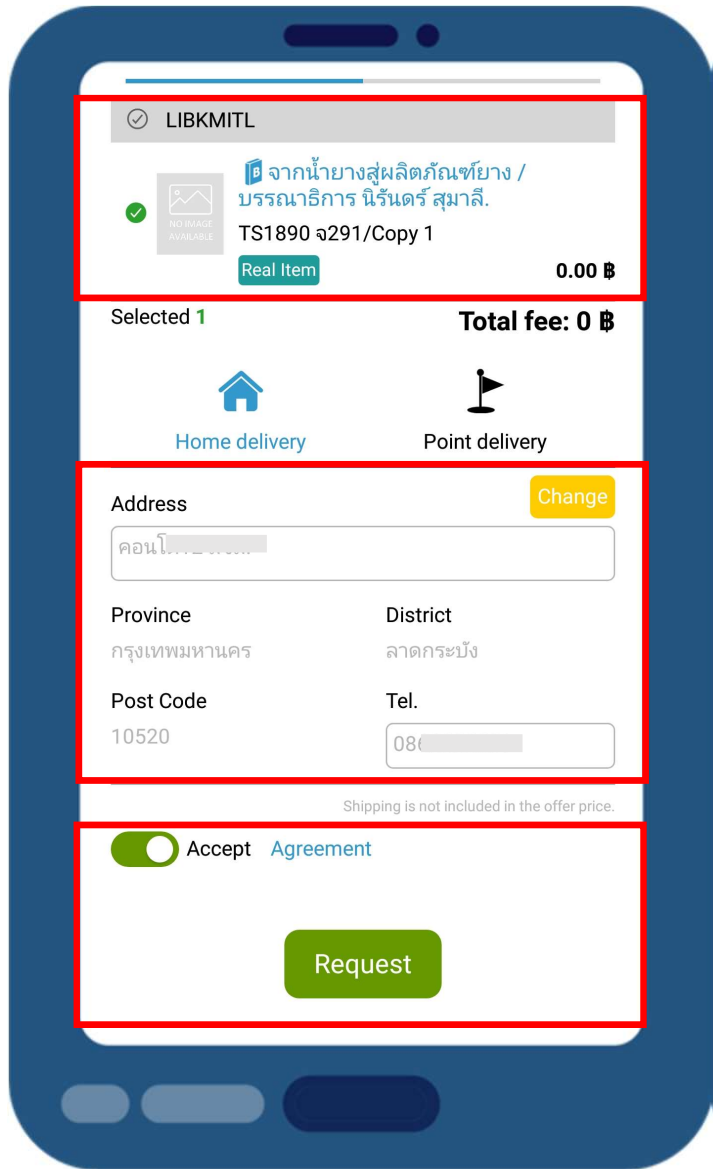 LIBKMITL
จากน้ำยางสู่ผลิตภัณฑ์ยาง /
บรรณาธิการ นิรันดร์ สุมาลี.
NO IMAGE
AVAILABLE
TS1890 จ291/Copy 1
Real Item
0.00 ฿
Selected 1
Total fee: 0 ฿
Home delivery
Point delivery
Address
Change
Province
District
กรุงเทพมหานคร
ลาดกระบัง
Post Code
Tel.
10520
08
Shipping is not included in the offer price.
Accept Agreement
Request